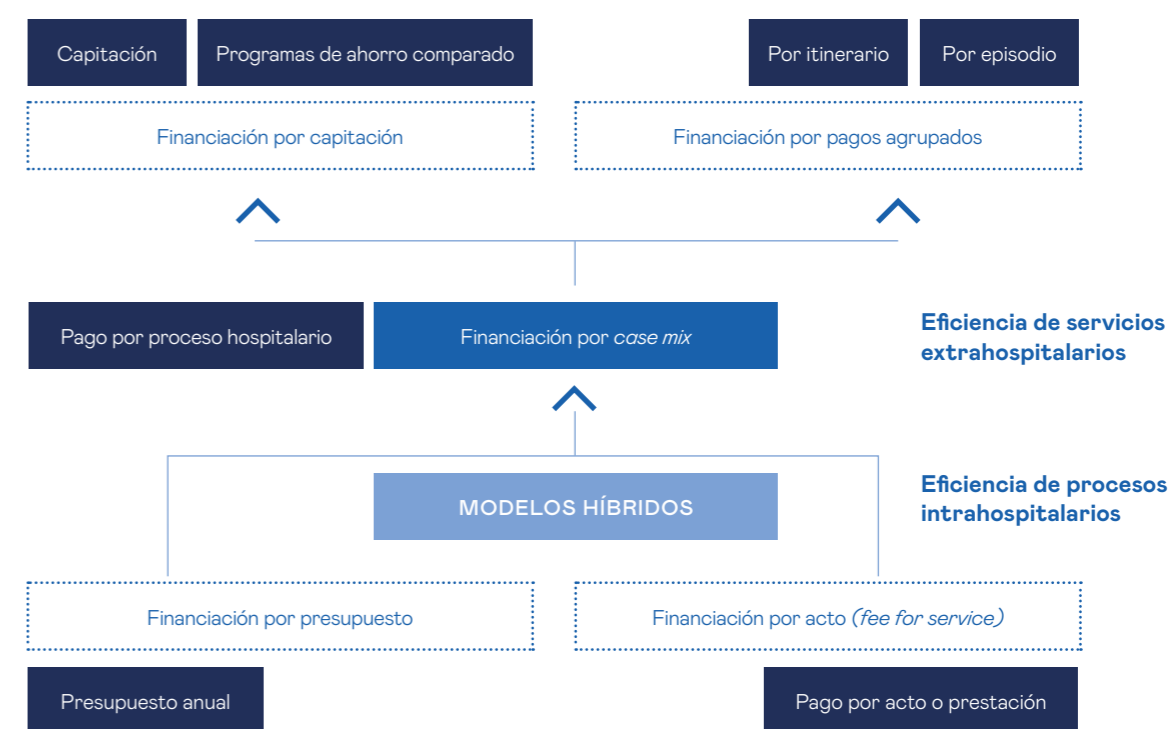 Capitación
Programas de ahorro comparado
Por itinerario
Por episodio
Financiación por capitación
Financiación por pagos agrupados
Pago por proceso hospitalario
Financiación por case mix
Eficiencia de servicios
extrahospitalarios
MODELOS HÍBRIDOS
Eficiencia de procesos
intrahospitalarios
Financiación por presupuesto
Financiación por acto (fee for service)
Presupuesto anual
Pago por acto o prestación